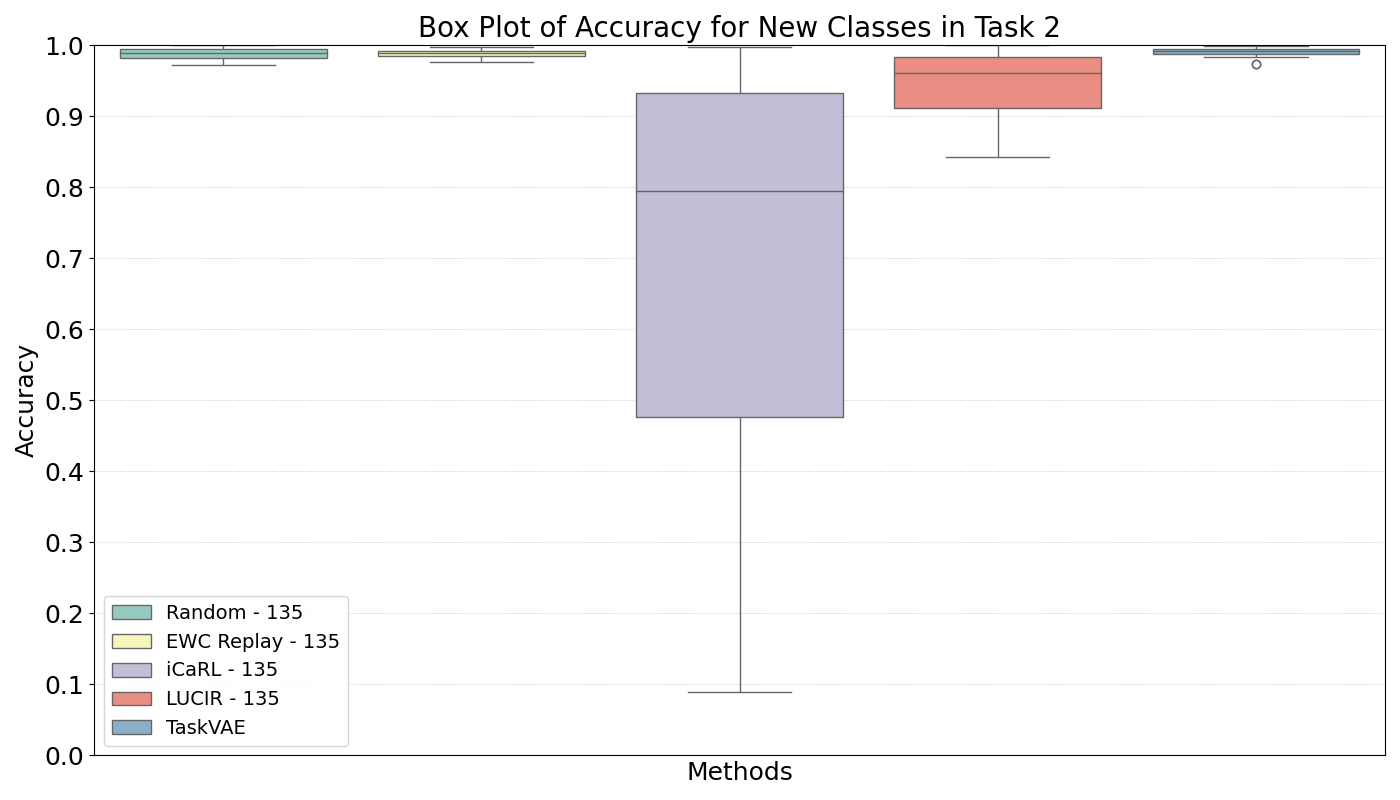 Box Plot of Accuracy for New Classes in Task 2
1.0
0.9
0.8
0.7
0.6
0.5
0.4
0.3
0.2
0.1
0.0
Accuracy
Random - 135
EWC Replay - 135
iCaRL - 135
LUCIR - 135
TaskVAE
Methods